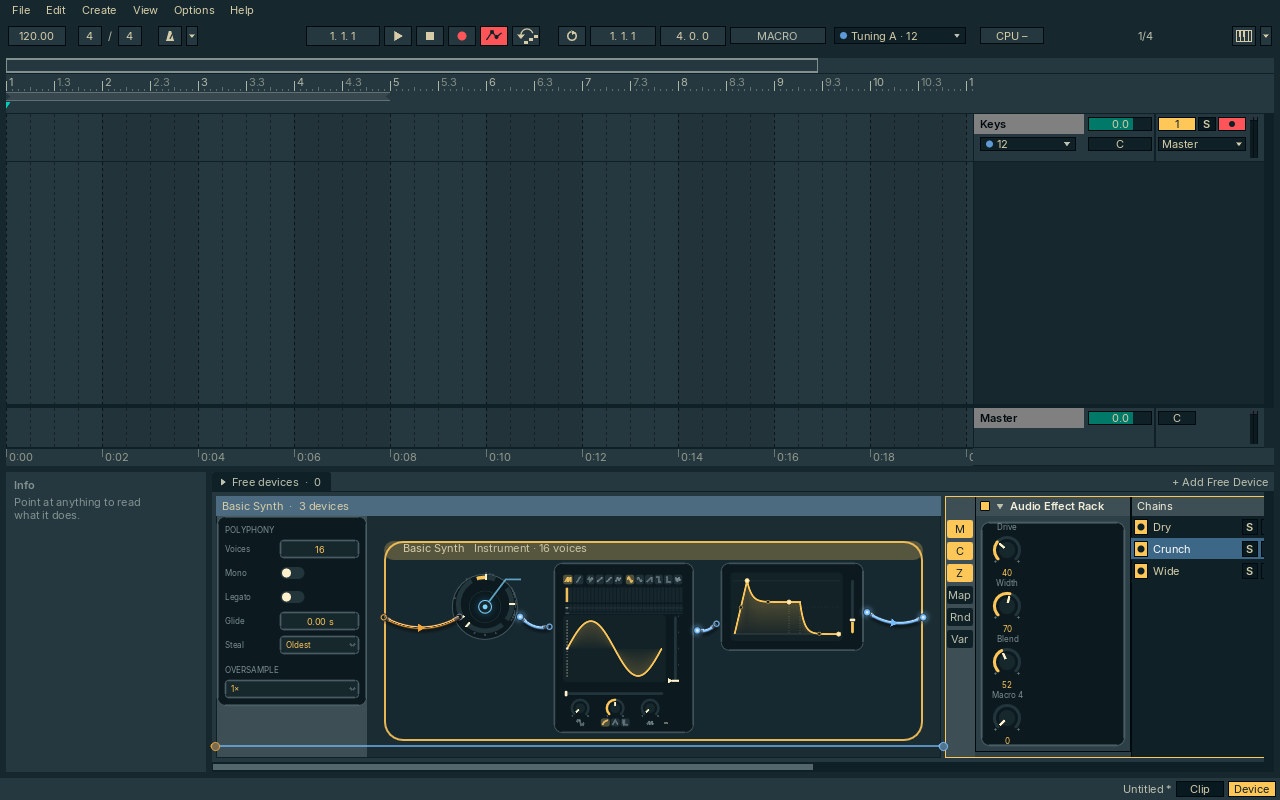 File Edit Create View Options Help
120.00 4 / 4 1. 1. 1 1. 1. 1 4. 0. 0 MACRO Tuning A · 12 CPU – 1/4
1 1.3 2 2.3 3 3.3 4 4.3 5 5.3 6 6.3 7 7.3 8 8.3 9 9.3 10 10.3 1
Keys 0.0 1 S
12 C Master
Master 0.0 C
0:00 0:02 0:04 0:06 0:08 0:10 0:12 0:14 0:16 0:18
Info
Point at anything to read
what it does.
Free devices · 0 + Add Free Device
Basic Synth · 3 devices
Audio Effect Rack
Chains
POLYPHONY
Voices 16
Mono
Legato
Glide 0.00 s
Steal Oldest
OVERSAMPLE
1×
Basic Synth Instrument · 16 voices
M
C
Z
Map
Rnd
Var
Drive
40
Width
70
Blend
52
Macro 4
0
Dry S
Crunch S
Wide S
Untitled * Clip Device